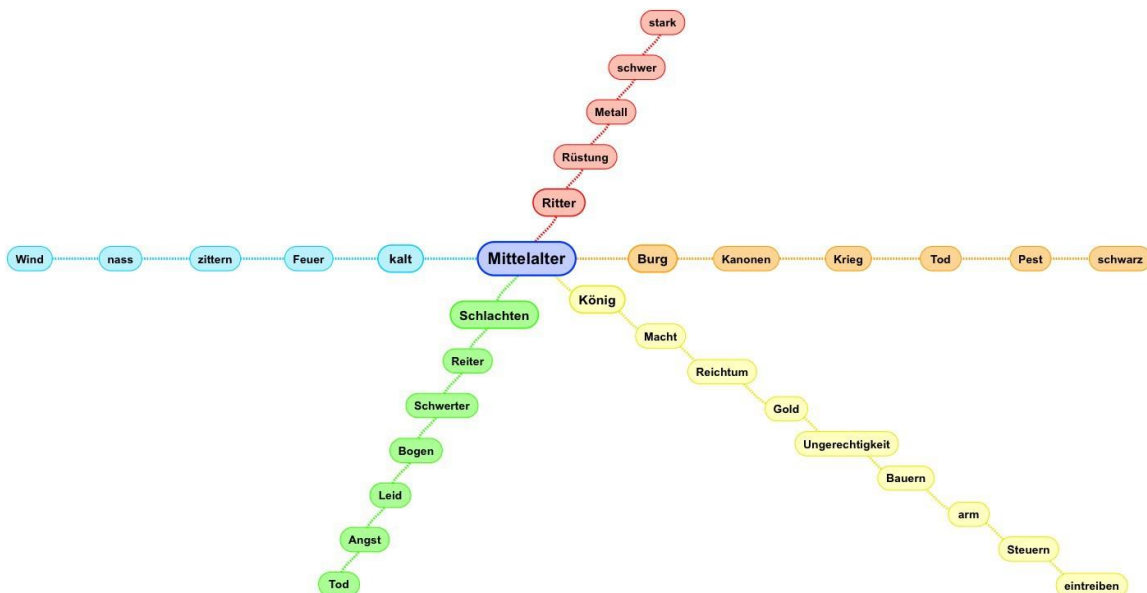 stark
schwer
Metall
Rüstung
Ritter
Wind nass zittern Feuer kalt Mittelalter Burg Kanonen Krieg Tod Pest schwarz
König
Macht
Reichtum
Gold
Ungerechtigkeit
Bauern
arm
Steuern
eintreiben
Schlachten
Reiter
Schwerter
Bogen
Leid
Angst
Tod